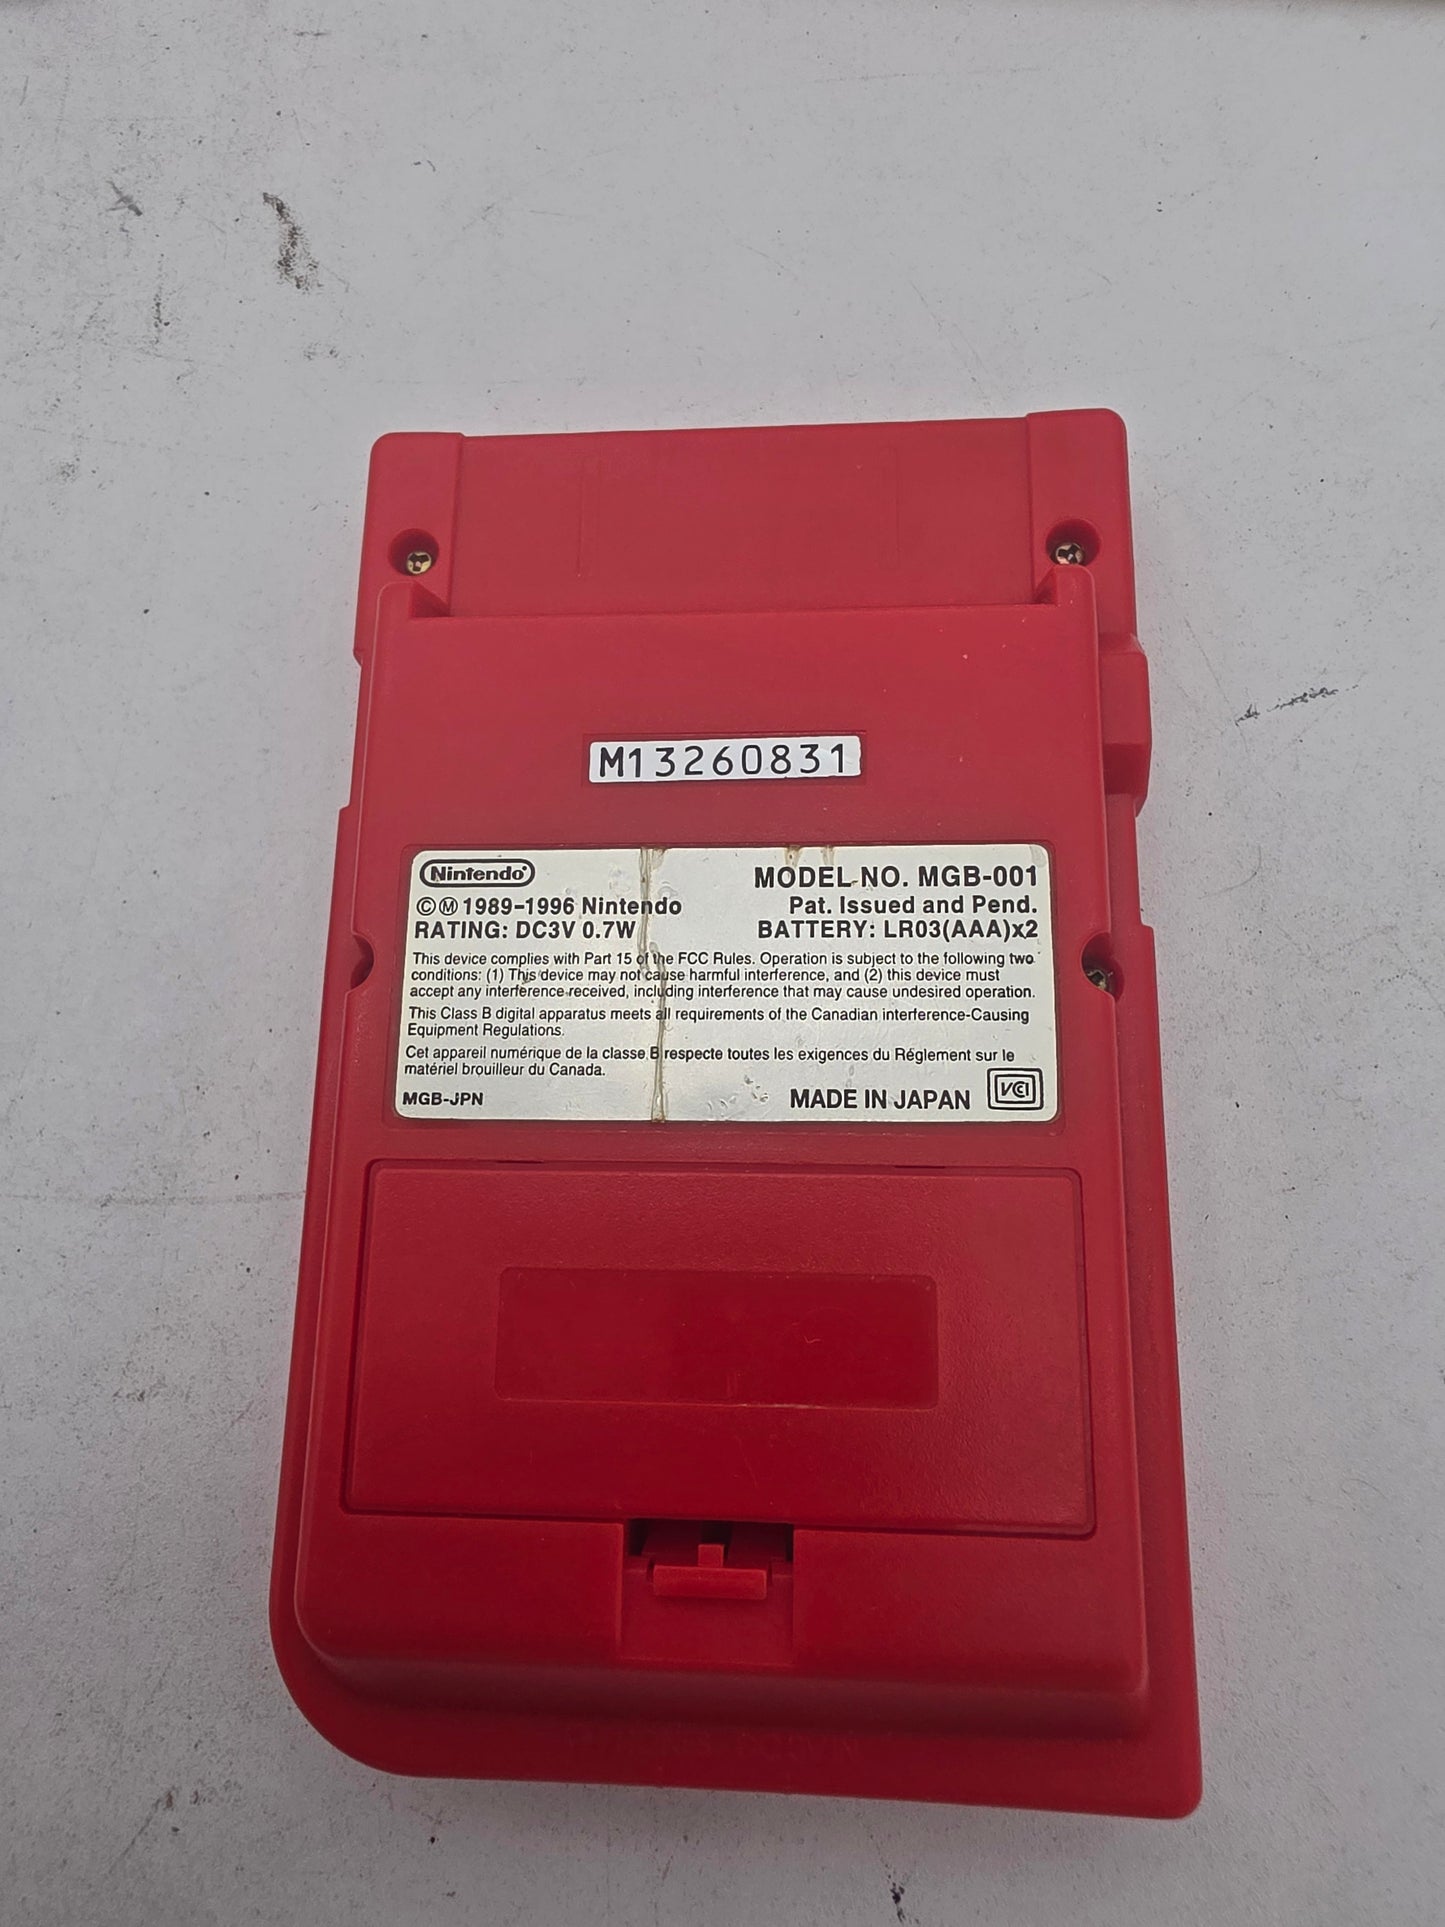 M13260831
Nintendo®
MODEL NO. MGB-001
©Ⓜ 1989-1996 Nintendo
Pat. Issued and Pend.
RATING: DC3V 0.7W
BATTERY: LR03(AAA)x2
This device complies with Part 15 of the FCC Rules. Operation is subject to the following two
conditions: (1) This device may not cause harmful interference, and (2) this device must
accept any interference received, including interference that may cause undesired operation.
This Class B digital apparatus meets all requirements of the Canadian interference-Causing
Equipment Regulations.
Cet appareil numérique de la classe B respecte toutes les exigences du Réglement sur le
matériel brouilleur du Canada.
MGB-JPN
MADE IN JAPAN
VCI